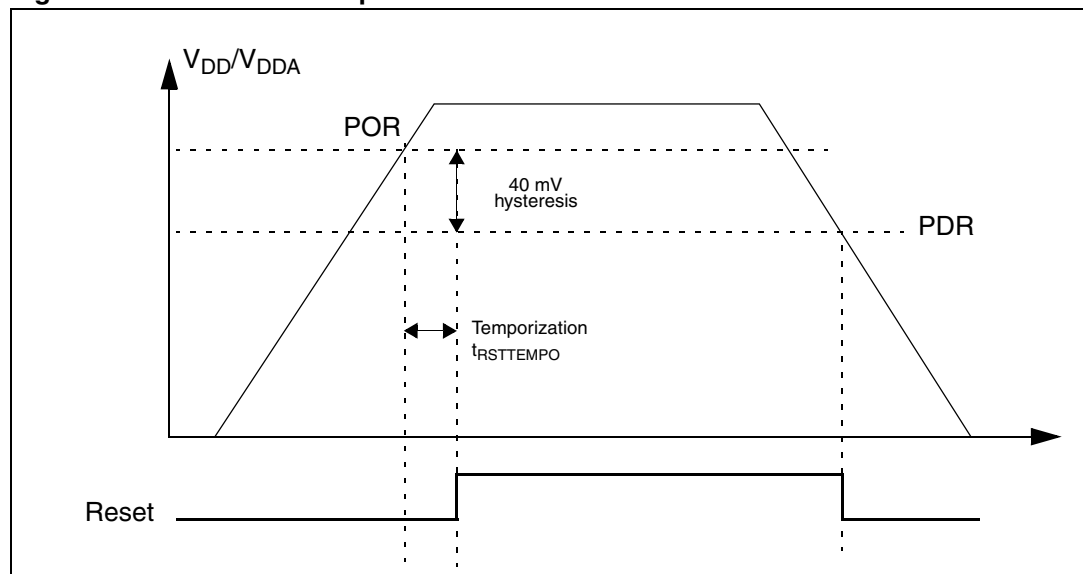 V_DD/V_DDA
POR
40 mV
hysteresis
PDR
Temporization
t_RSTTEMPO
Reset